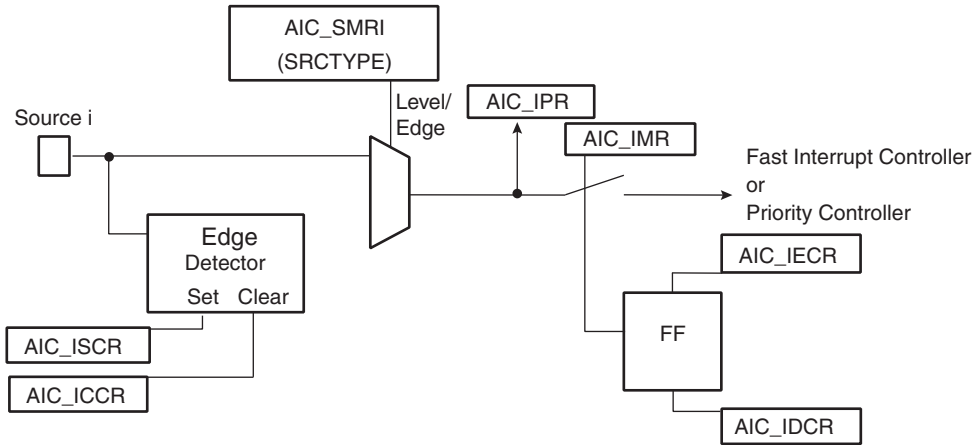 AIC_SMRI
(SRCTYPE)
Level/
Edge
AIC_IPR
Source i
AIC_IMR
Fast Interrupt Controller
or
Priority Controller
Edge
Detector
Set Clear
AIC_IECR
FF
AIC_ISCR
AIC_ICCR
AIC_IDCR